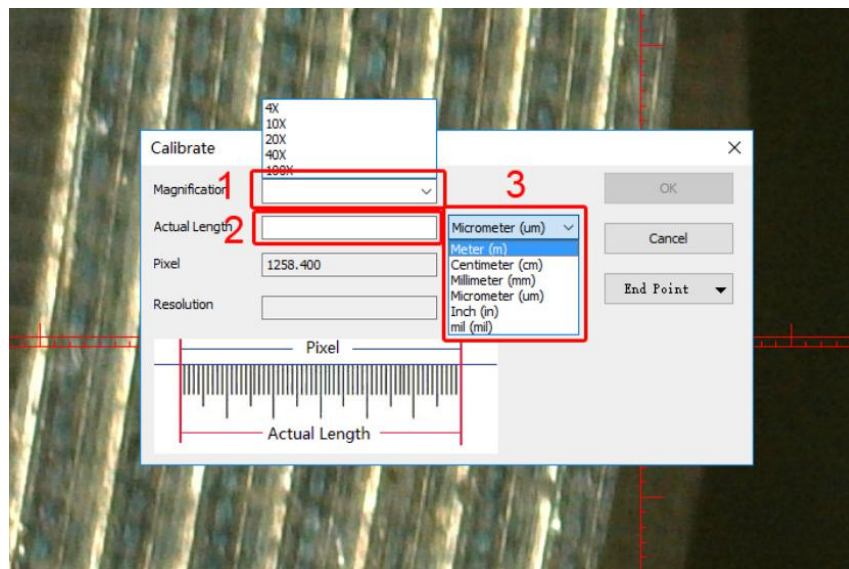 4X
10X
20X
40X
100X
Calibrate
Magnification 1
3
OK
Actual Length 2
Micrometer (um)
Cancel
Meter (m)
Pixel
1258.400
Centimeter (cm)
Millimeter (mm)
Micrometer (um)
End Point
Resolution
Inch (in)
mil (mil)
Pixel
Actual Length